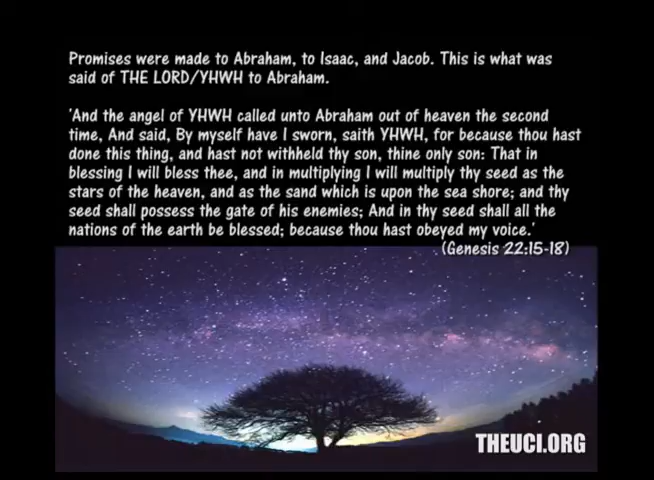 Promises were made to Abraham, to Isaac, and Jacob. This is what was
said of THE LORD/YHWH to Abraham.
'And the angel of YHWH called unto Abraham out of heaven the second
time, And said, By myself have I sworn, saith YHWH, for because thou hast
done this thing, and hast not withheld thy son, thine only son: That in
blessing I will bless thee, and in multiplying I will multiply thy seed as the
stars of the heaven, and as the sand which is upon the sea shore; and thy
seed shall possess the gate of his enemies; And in thy seed shall all the
nations of the earth be blessed; because thou hast obeyed my voice.'
(Genesis 22:15-18)
THEUCI.ORG